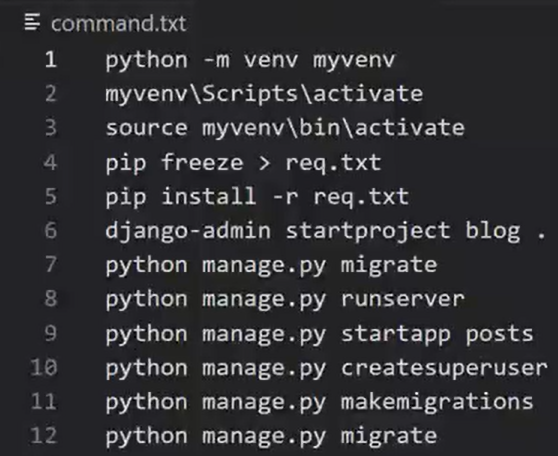 command.txt
1 python -m venv myvenv
2 myvenv\Scripts\activate
3 source myvenv\bin\activate
4 pip freeze > req.txt
5 pip install -r req.txt
6 django-admin startproject blog .
7 python manage.py migrate
8 python manage.py runserver
9 python manage.py startapp posts
10 python manage.py createsuperuser
11 python manage.py makemigrations
12 python manage.py migrate